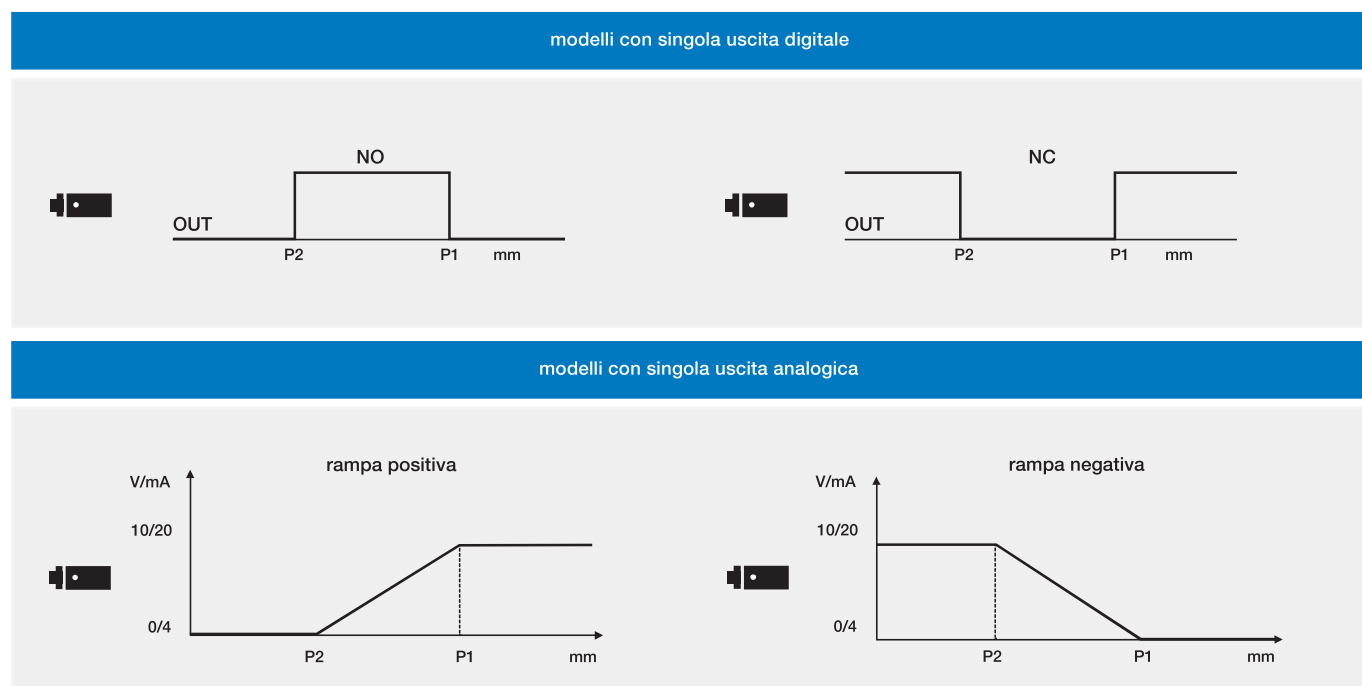 modelli con singola uscita digitale
NO
OUT
P2 P1 mm
NC
OUT
P2 P1 mm
modelli con singola uscita analogica
rampa positiva
V/mA
10/20
0/4
P2 P1 mm
rampa negativa
V/mA
10/20
0/4
P2 P1 mm